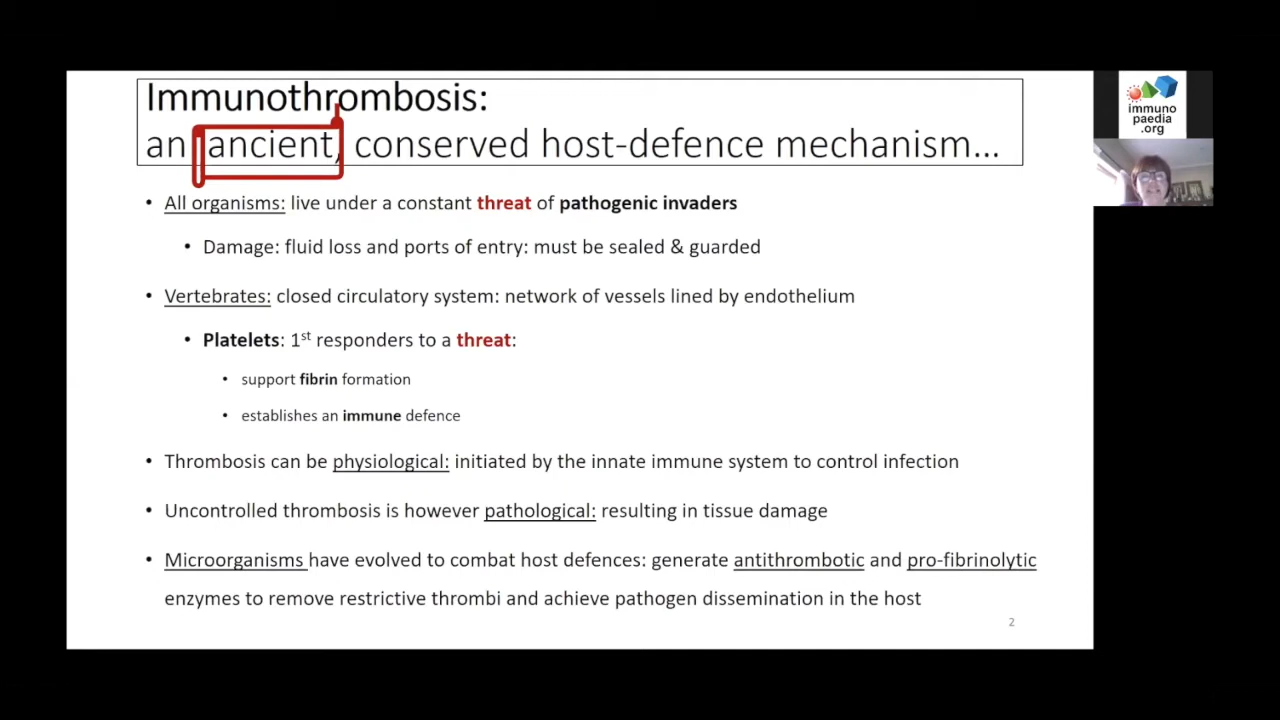 Immunothrombosis:
an ancient, conserved host-defence mechanism...
• All organisms: live under a constant threat of pathogenic invaders
• Damage: fluid loss and ports of entry: must be sealed & guarded
• Vertebrates: closed circulatory system: network of vessels lined by endothelium
• Platelets: 1st responders to a threat:
• support fibrin formation
• establishes an immune defence
• Thrombosis can be physiological: initiated by the innate immune system to control infection
• Uncontrolled thrombosis is however pathological: resulting in tissue damage
• Microorganisms have evolved to combat host defences: generate antithrombotic and pro-fibrinolytic
enzymes to remove restrictive thrombi and achieve pathogen dissemination in the host
2
immuno
paedia
.org